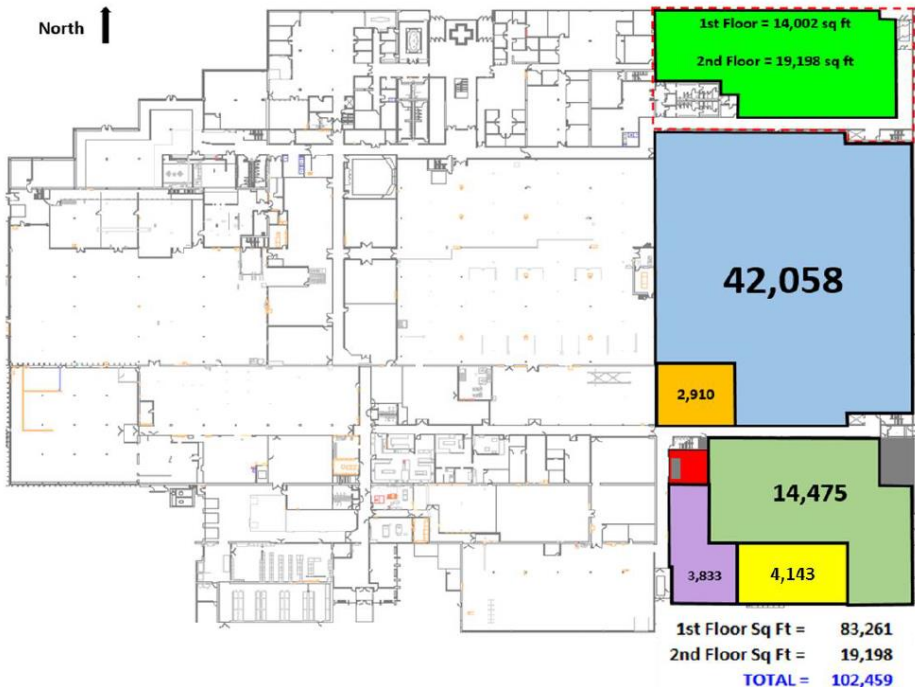 North
1st Floor = 14,002 sq ft
2nd Floor = 19,198 sq ft
42,058
2,910
14,475
3,833
4,143
1st Floor Sq Ft = 83,261
2nd Floor Sq Ft = 19,198
TOTAL = 102,459